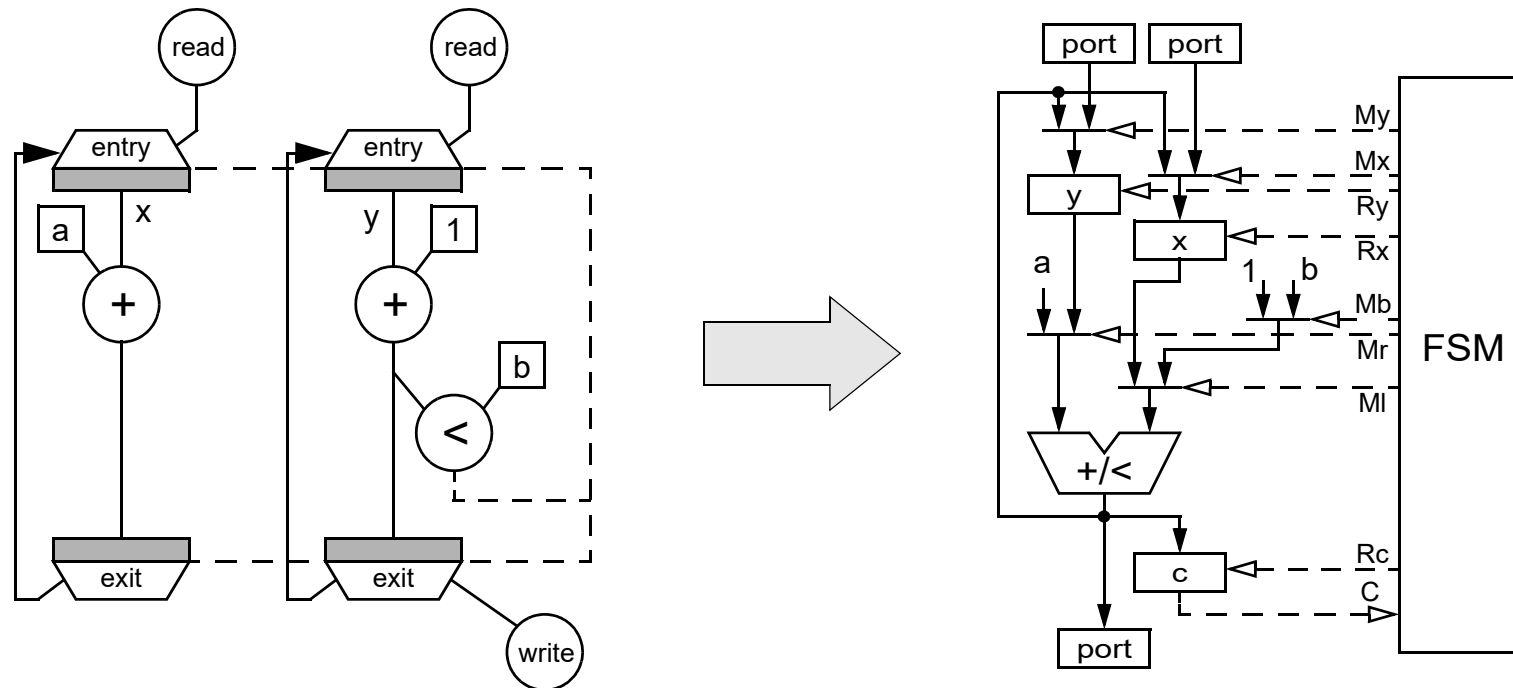 read
read
entry
entry
x
y
a
1
+
+
b
<
exit
exit
write
port
port
My
Mx
y
Ry
x
Rx
a
1
b
Mb
Mr
FSM
Ml
+/<
Rc
c
C
port